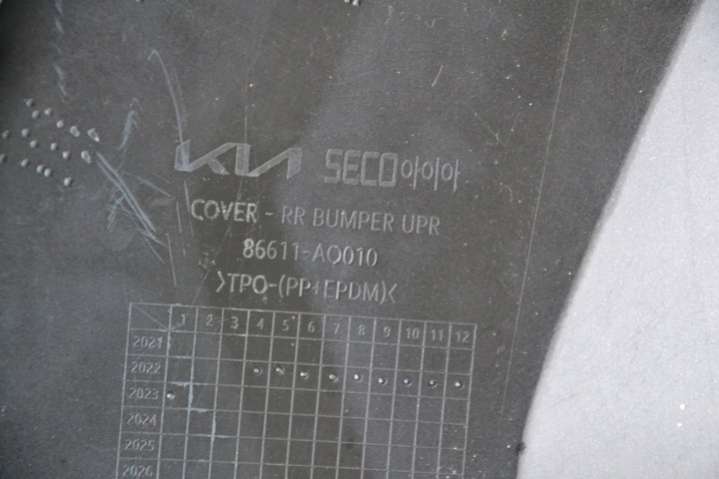 KIA SECO아이아
COVER - RR BUMPER UPR
86611-AO010
>TPO-(PP+EPDM)<
1 2 3 4 5 6 7 8 9 10 11 12
2021
2022
2023
2024
2025
2026